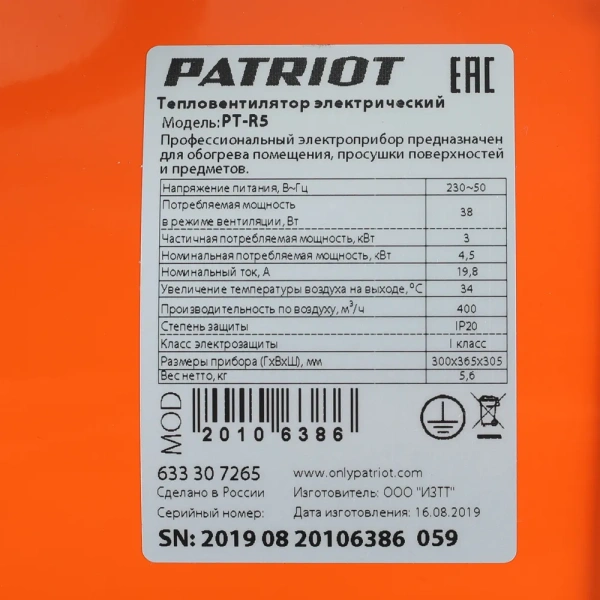 PATRIOT EAC
Тепловентилятор электрический
Модель: PT-R5
Профессиональный электроприбор предназначен
для обогрева помещения, просушки поверхностей
и предметов.
Напряжение питания, В~Гц 230~50
Потребляемая мощность
в режиме вентиляции, Вт 38
Частичная потребляемая мощность, кВт 3
Номинальная потребляемая мощность, кВт 4,5
Номинальный ток, А 19,8
Увеличение температуры воздуха на выходе, °С 34
Производительность по воздуху, м³/ч 400
Степень защиты IP20
Класс электрозащиты I класс
Размеры прибора (ГхВхШ), мм 300х365х305
Вес нетто, кг 5,6
MOD 20106386
633 30 7265 www.onlypatriot.com
Сделано в России Изготовитель: ООО "ИЗТТ"
Серийный номер: Дата изготовления: 16.08.2019
SN: 2019 08 20106386 059